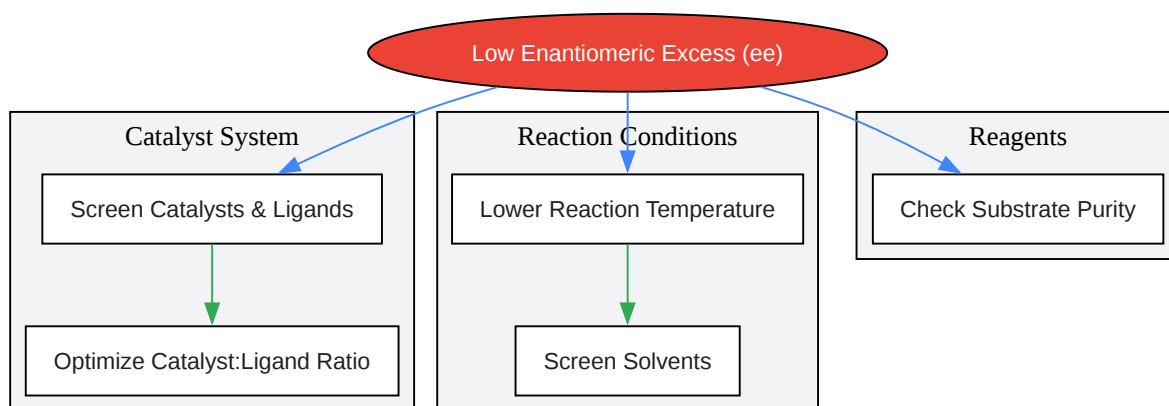 Low Enantiomeric Excess (ee)
Catalyst System
Reaction Conditions
Reagents
Screen Catalysts & Ligands
Lower Reaction Temperature
Check Substrate Purity
Optimize Catalyst:Ligand Ratio
Screen Solvents